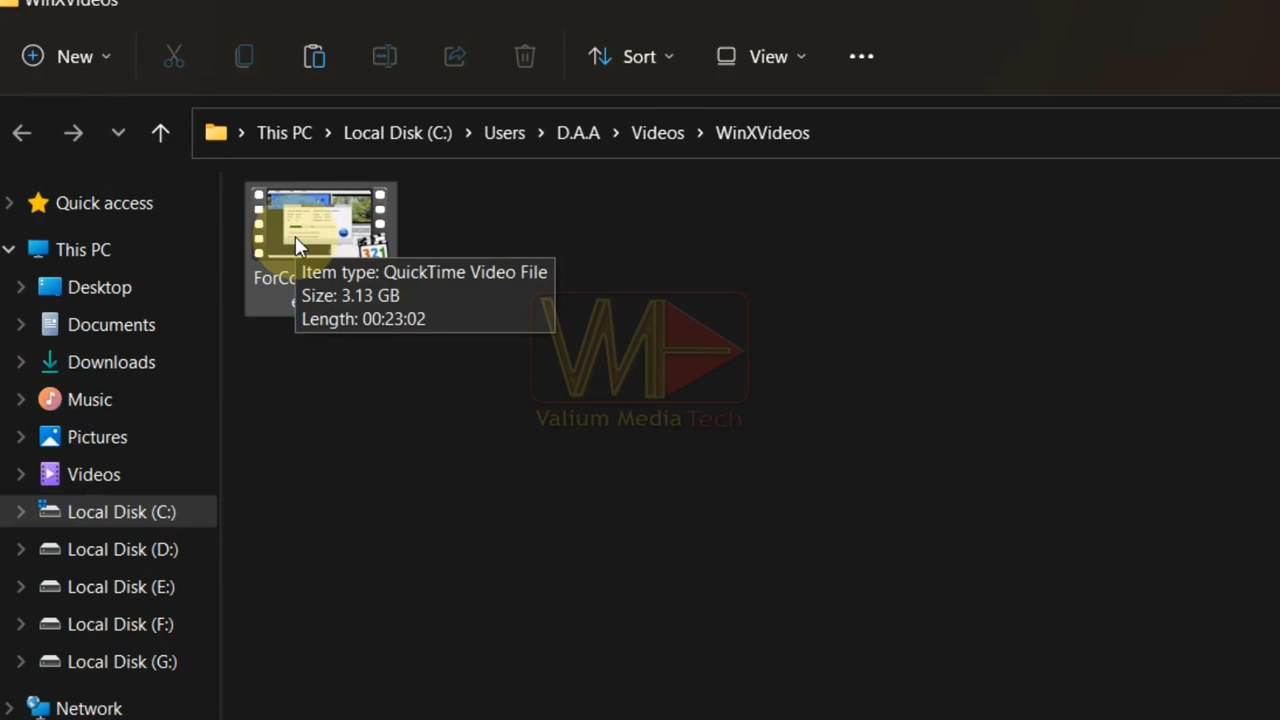 WinXVideos
New
Sort
View
This PC
Local Disk (C:)
Users
D.A.A
Videos
WinXVideos
Quick access
This PC
Desktop
Documents
Downloads
Music
Pictures
Videos
Local Disk (C:)
Local Disk (D:)
Local Disk (E:)
Local Disk (F:)
Local Disk (G:)
Network
321
Item type: QuickTime Video File
Size: 3.13 GB
Length: 00:23:02
Valium Media Tech